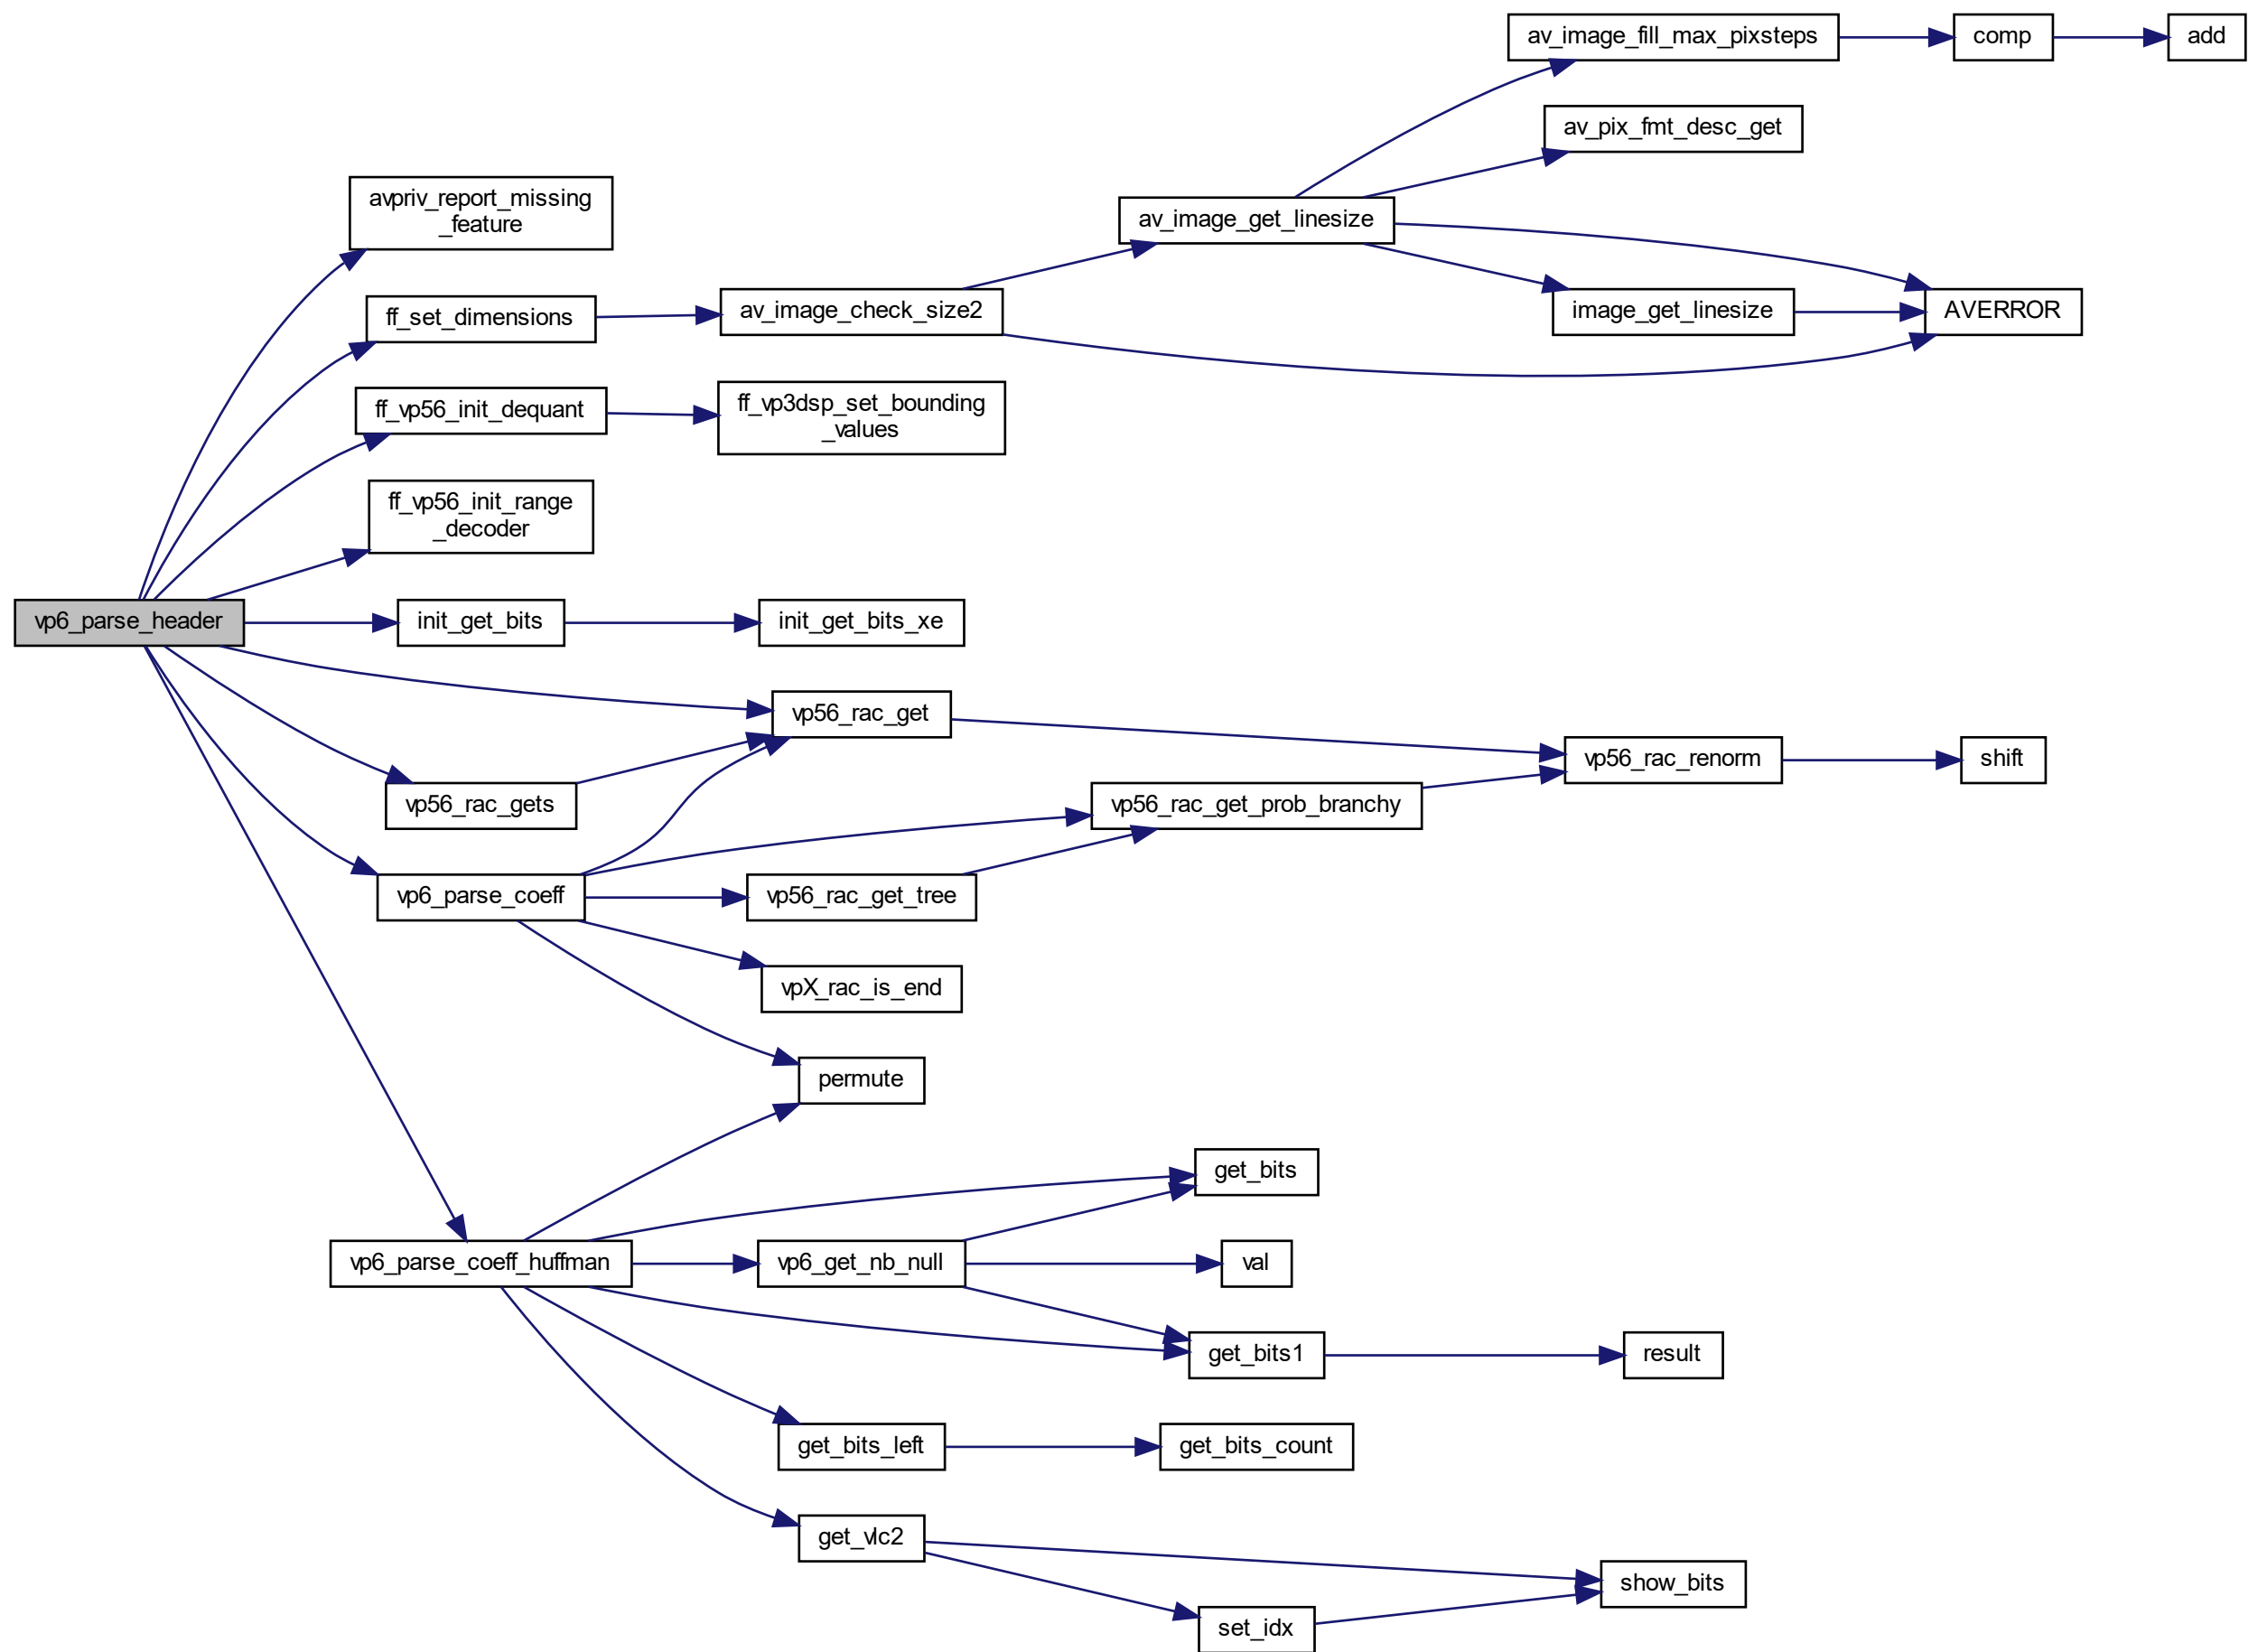 av_image_fill_max_pixsteps
comp
add
av_pix_fmt_desc_get
avpriv_report_missing
_feature
av_image_get_linesize
ff_set_dimensions
av_image_check_size2
image_get_linesize
AVERROR
ff_vp56_init_dequant
ff_vp3dsp_set_bounding
_values
ff_vp56_init_range
_decoder
vp6_parse_header
init_get_bits
init_get_bits_xe
vp56_rac_get
vp56_rac_renorm
shift
vp56_rac_gets
vp56_rac_get_prob_branchy
vp6_parse_coeff
vp56_rac_get_tree
vpX_rac_is_end
permute
get_bits
vp6_parse_coeff_huffman
vp6_get_nb_null
val
get_bits1
result
get_bits_left
get_bits_count
get_vlc2
show_bits
set_idx